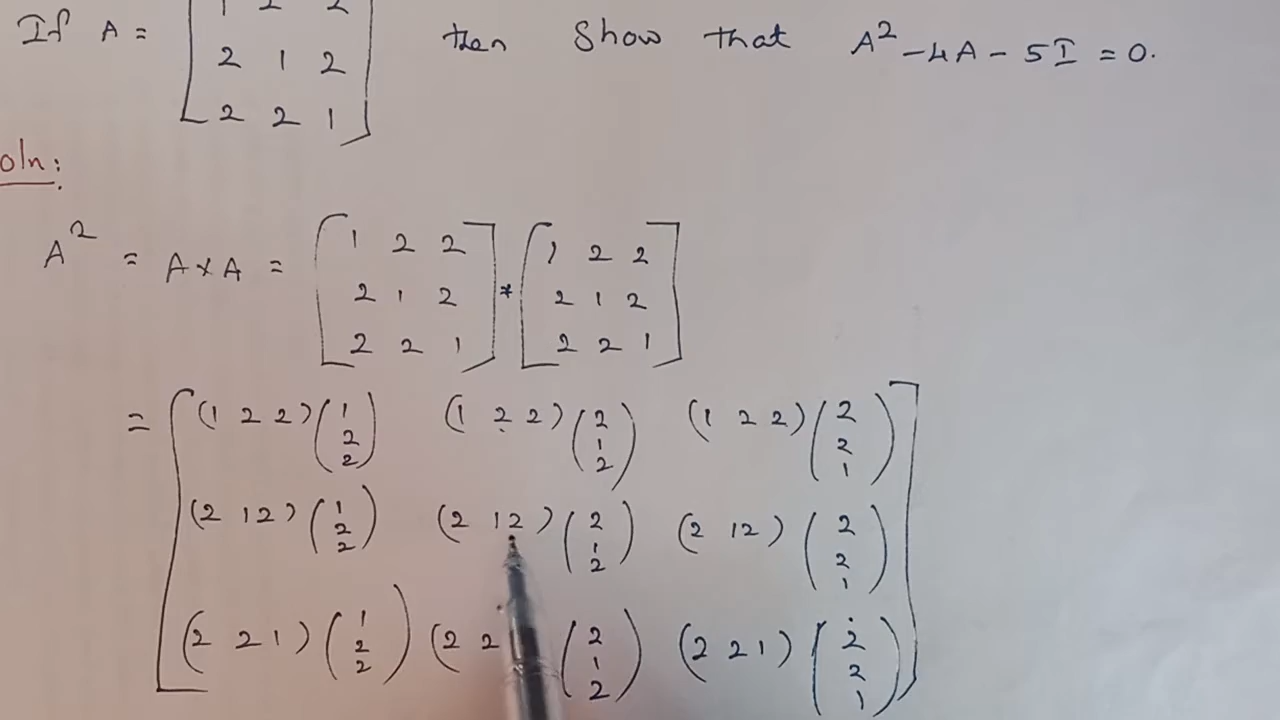 1 2 2
If A = then Show that A² - 4A - 5I = 0.
2 1 2
2 2 1
oln:
A² = A × A = [1 2 2] * [1 2 2]
[2 1 2] [2 1 2]
[2 2 1] [2 2 1]
= (1 2 2) (1 2 2) (1 2 2) (2 1 2) (1 2 2) (2 2 1)
(2 1 2) (1 2 2) (2 1 2) (2 1 2) (2 1 2) (2 2 1)
(2 2 1) (1 2 2) (2 2 (2 1 2) (2 2 1) (2 2 1)